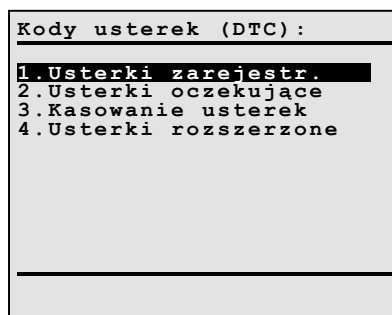 Kody usterek (DTC):
1.Usterki zarejestr.
2.Usterki oczekujące
3.Kasowanie usterek
4.Usterki rozszerzone